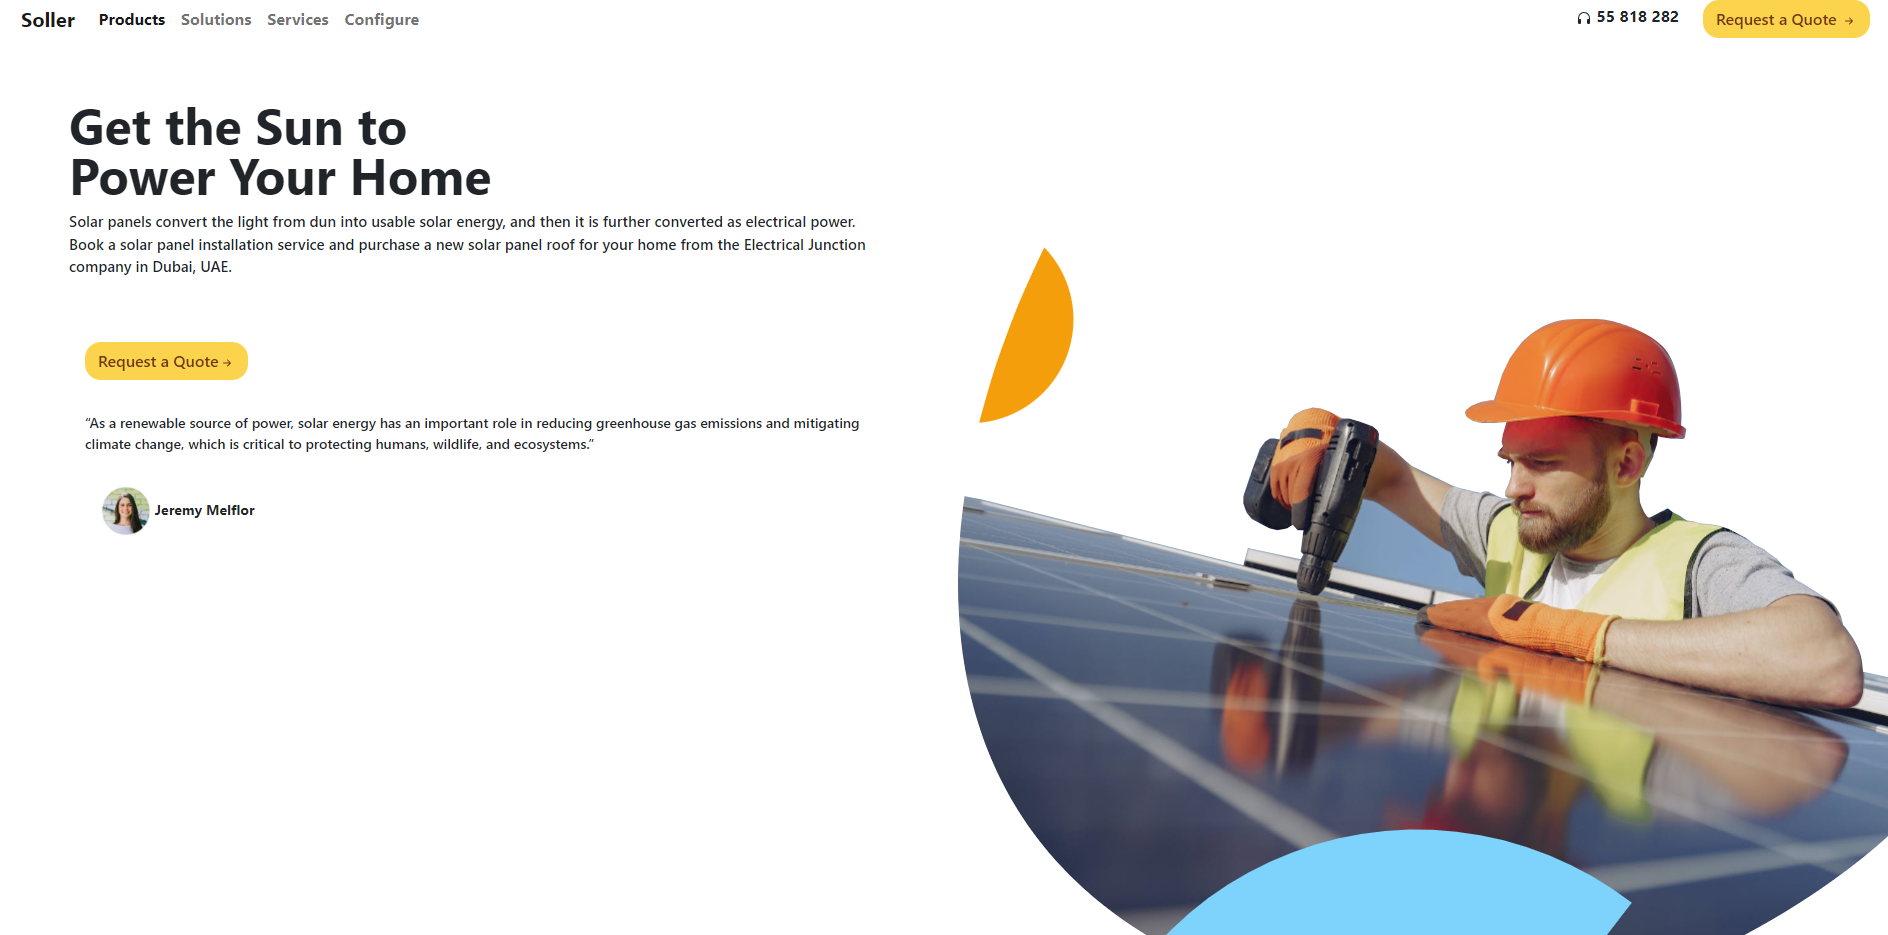 Soller Products Solutions Services Configure 55 818 282 Request a Quote →
Get the Sun to
Power Your Home
Solar panels convert the light from dun into usable solar energy, and then it is further converted as electrical power.
Book a solar panel installation service and purchase a new solar panel roof for your home from the Electrical Junction
company in Dubai, UAE.
Request a Quote →
“As a renewable source of power, solar energy has an important role in reducing greenhouse gas emissions and mitigating
climate change, which is critical to protecting humans, wildlife, and ecosystems.”
Jeremy Melflor